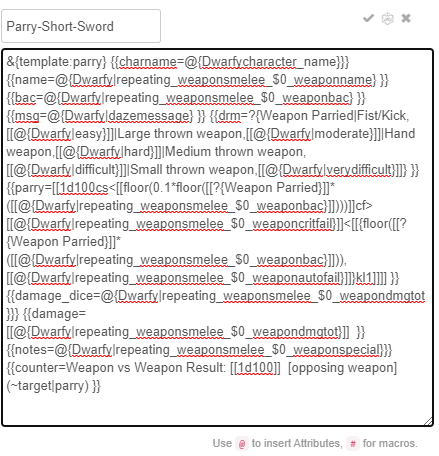 Parry-Short-Sword
&{template:parry} {{charname=@{Dwarfycharacter_name}}}
{{name=@{Dwarfy|repeating_weaponsmelee_$0_weaponname} }}
{{bac=@{Dwarfy|repeating_weaponsmelee_$0_weaponbac} }}
{{msg=@{Dwarfy|dazemessage} }} {{drm=?{Weapon Parried|Fist/Kick,
[[@{Dwarfy|easy}]]|Large thrown weapon,[[@{Dwarfy|moderate}]]|Hand
weapon,[[@{Dwarfy|hard}]]|Medium thrown weapon,
[[@{Dwarfy|difficult}]]|Small thrown weapon,[[@{Dwarfy|verydifficult}]]} }}
{{parry=[[1d100cs<[[floor(0.1*floor([[?{Weapon Parried}]]*
([[@{Dwarfy|repeating_weaponsmelee_$0_weaponbac}]])))]]cf>
[[@{Dwarfy|repeating_weaponsmelee_$0_weaponcritfail}]]<[[{floor([[?
{Weapon Parried}]]*
([[@{Dwarfy|repeating_weaponsmelee_$0_weaponbac}]])),
[[@{Dwarfy|repeating_weaponsmelee_$0_weaponautofail}]]}kl1]]]] }}
{{damage_dice=@{Dwarfy|repeating_weaponsmelee_$0_weapondmgtot
}}} {{damage=
[[@{Dwarfy|repeating_weaponsmelee_$0_weapondmgtot}]] }}
{{notes=@{Dwarfy|repeating_weaponsmelee_$0_weaponspecial}}}
{{counter=Weapon vs Weapon Result: [[1d100]] [opposing weapon]
(~target|parry) }}
Use @ to insert Attributes, # for macros.